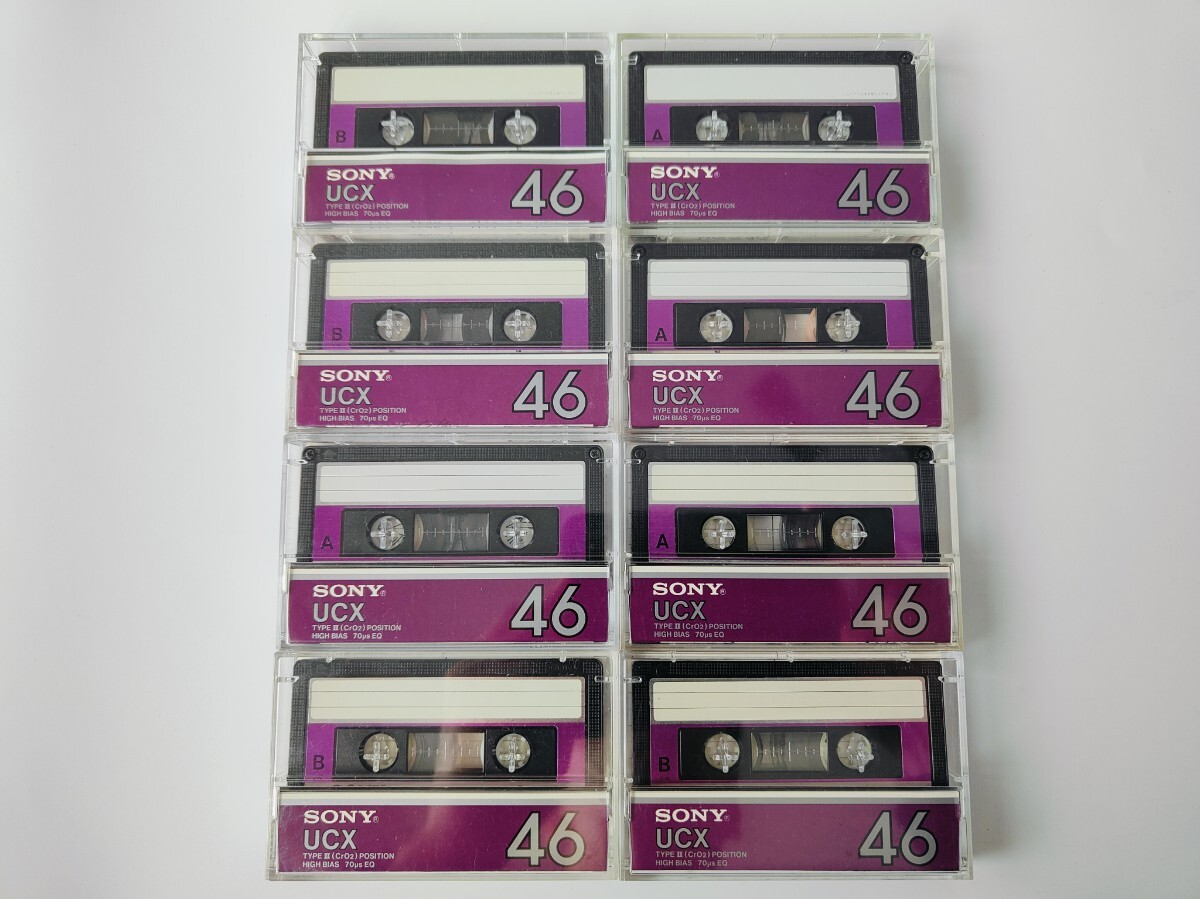 B
SONY®
UCX
TYPE II (CrO2) POSITION
HIGH BIAS 70μs EQ
46
A
SONY®
UCX
TYPE II (CrO2) POSITION
HIGH BIAS 70μs EQ
46
B
SONY®
UCX
TYPE II (CrO2) POSITION
HIGH BIAS 70μs EQ
46
A
SONY®
UCX
TYPE II (CrO2) POSITION
HIGH BIAS 70μs EQ
46
A
SONY®
UCX
TYPE II (CrO2) POSITION
HIGH BIAS 70μs EQ
46
A
SONY®
UCX
TYPE II (CrO2) POSITION
HIGH BIAS 70μs EQ
46
B
SONY®
UCX
TYPE II (CrO2) POSITION
HIGH BIAS 70μs EQ
46
B
SONY®
UCX
TYPE II (CrO2) POSITION
HIGH BIAS 70μs EQ
46